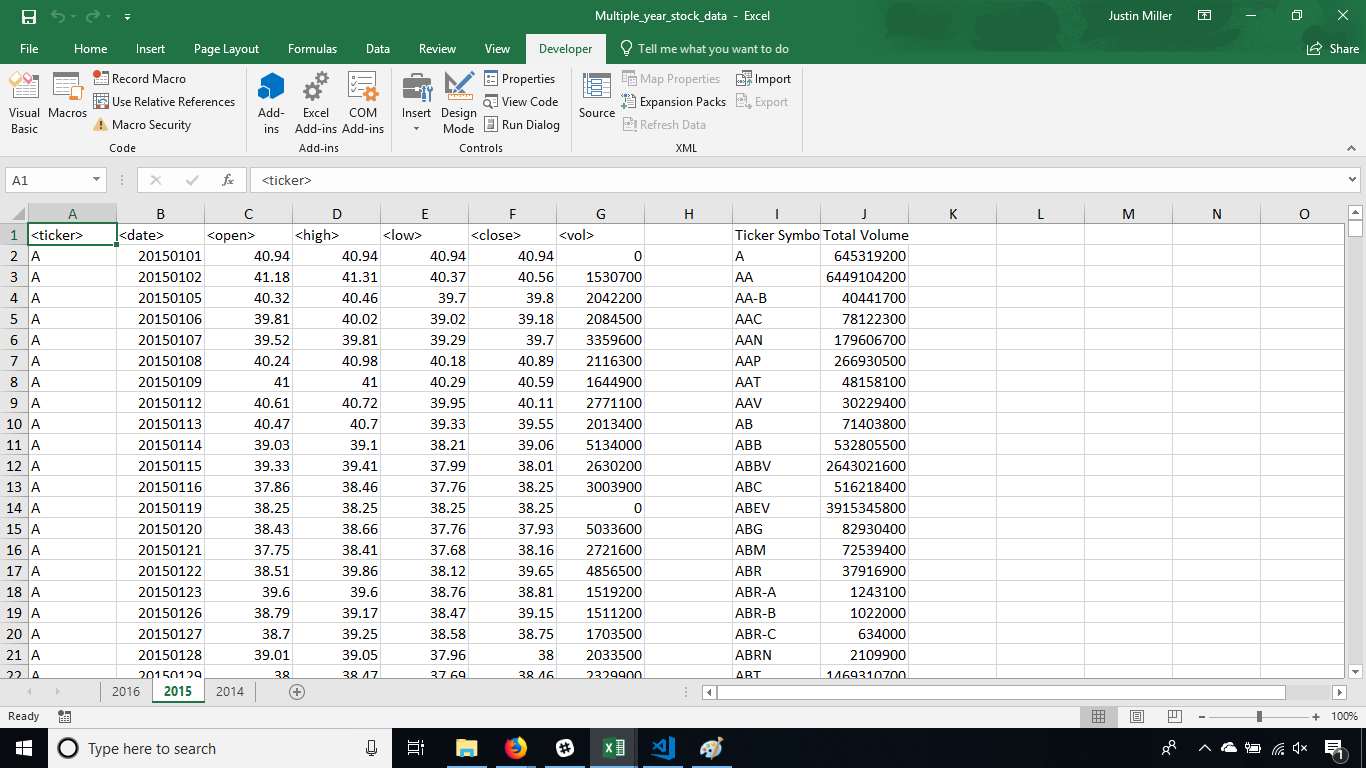 Multiple_year_stock_data - Excel
Justin Miller
File Home Insert Page Layout Formulas Data Review View Developer Tell me what you want to do Share
Visual Basic
Macros
Record Macro
Use Relative References
Macro Security
Code
Add-ins
Excel Add-ins
COM Add-ins
Add-ins
Insert
Design Mode
Properties
View Code
Run Dialog
Controls
Source
Map Properties
Expansion Packs
Refresh Data
Import
Export
XML
A1 fx <ticker>
A B C D E F G H I J K L M N O
1 <ticker> <date> <open> <high> <low> <close> <vol> Ticker Symbo Total Volume
2 A 20150101 40.94 40.94 40.94 40.94 0 A 645319200
3 A 20150102 41.18 41.31 40.37 40.56 1530700 AA 6449104200
4 A 20150105 40.32 40.46 39.7 39.8 2042200 AA-B 40441700
5 A 20150106 39.81 40.02 39.02 39.18 2084500 AAC 78122300
6 A 20150107 39.52 39.81 39.29 39.7 3359600 AAN 179606700
7 A 20150108 40.24 40.98 40.18 40.89 2116300 AAP 266930500
8 A 20150109 41 41 40.29 40.59 1644900 AAT 48158100
9 A 20150112 40.61 40.72 39.95 40.11 2771100 AAV 30229400
10 A 20150113 40.47 40.7 39.33 39.55 2013400 AB 71403800
11 A 20150114 39.03 39.1 38.21 39.06 5134000 ABB 532805500
12 A 20150115 39.33 39.41 37.99 38.01 2630200 ABBV 2643021600
13 A 20150116 37.86 38.46 37.76 38.25 3003900 ABC 516218400
14 A 20150119 38.25 38.25 38.25 38.25 0 ABEV 3915345800
15 A 20150120 38.43 38.66 37.76 37.93 5033600 ABG 82930400
16 A 20150121 37.75 38.41 37.68 38.16 2721600 ABM 72539400
17 A 20150122 38.51 39.86 38.12 39.65 4856500 ABR 37916900
18 A 20150123 39.6 39.6 38.76 38.81 1519200 ABR-A 1243100
19 A 20150126 38.79 39.17 38.47 39.15 1511200 ABR-B 1022000
20 A 20150127 38.7 39.25 38.58 38.75 1703500 ABR-C 634000
21 A 20150128 39.01 39.05 37.96 38 2033500 ABRN 2109900
22 A 20150129 38 38.47 37.69 38.46 2329900 ABT 1469310700
2016 2015 2014
Ready 100%
Type here to search 1